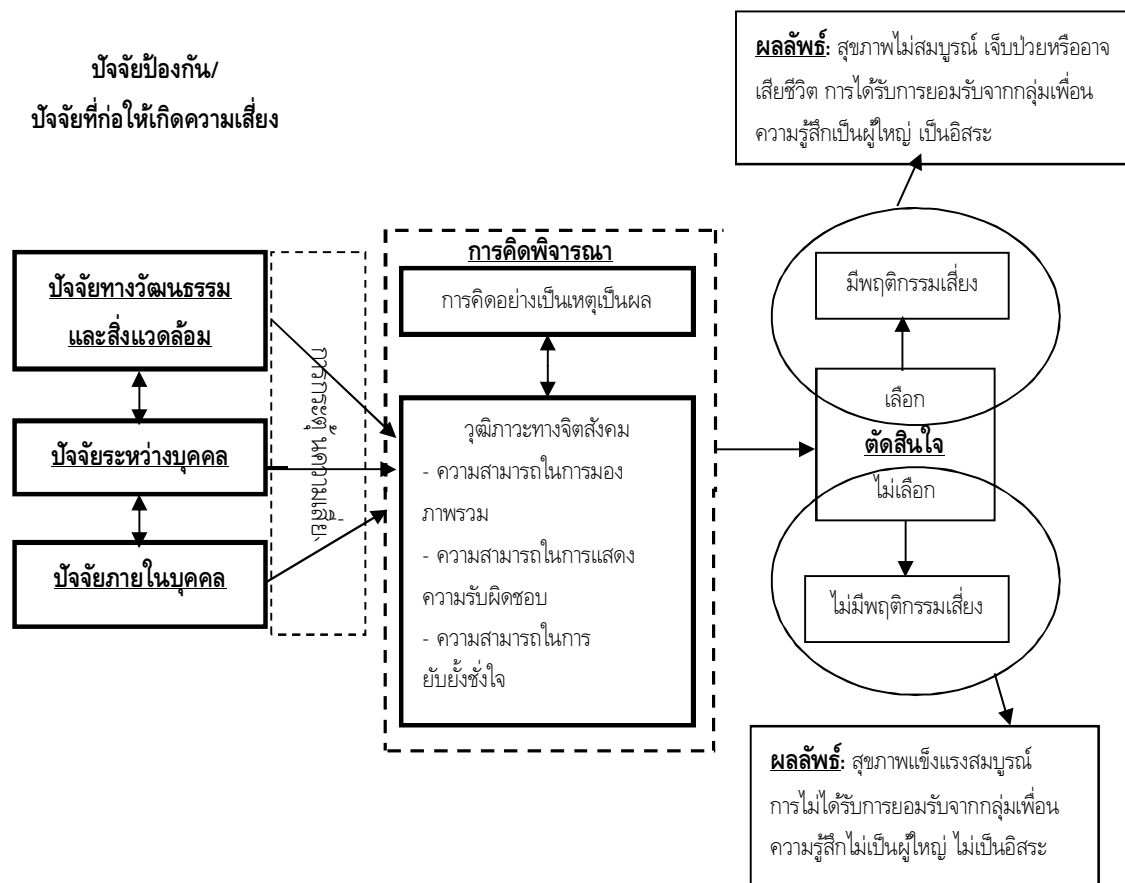 ปัจจัยป้องกัน/
ปัจจัยที่ก่อให้เกิดความเสี่ยง
ปัจจัยทางวัฒนธรรม
และสิ่งแวดล้อม
ปัจจัยระหว่างบุคคล
ปัจจัยภายในบุคคล
การกระตุ้นความเสี่ย
การคิดพิจารณา
การคิดอย่างเป็นเหตุเป็นผล
วุฒิภาวะทางจิตสังคม
- ความสามารถในการมอง
ภาพรวม
- ความสามารถในการแสดง
ความรับผิดชอบ
- ความสามารถในการ
ยับยั้งชั่งใจ
ผลลัพธ์: สุขภาพไม่สมบูรณ์ เจ็บป่วยหรืออาจ
เสียชีวิต การได้รับการยอมรับจากกลุ่มเพื่อน
ความรู้สึกเป็นผู้ใหญ่ เป็นอิสระ
มีพฤติกรรมเสี่ยง
เลือก
ตัดสินใจ
ไม่เลือก
ไม่มีพฤติกรรมเสี่ยง
ผลลัพธ์: สุขภาพแข็งแรงสมบูรณ์
การไม่ได้รับการยอมรับจากกลุ่มเพื่อน
ความรู้สึกไม่เป็นผู้ใหญ่ ไม่เป็นอิสระ